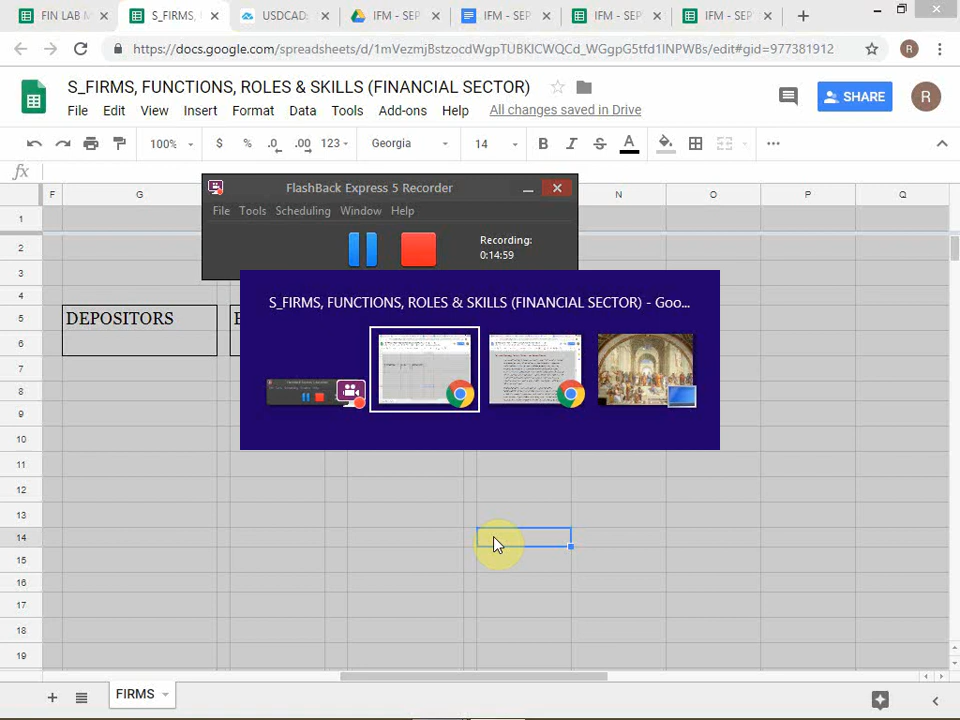 FIN LAB M
S_FIRMS,
USDCAD;
IFM - SEP
IFM - SEP
IFM - SEP
IFM - SEP
https://docs.google.com/spreadsheets/d/1mVezmjBstzocdWgpTUBKlCWQCd_WGgpG5tfd1INPWBs/edit#gid=977381912
R
S_FIRMS, FUNCTIONS, ROLES & SKILLS (FINANCIAL SECTOR)
SHARE
R
File Edit View Insert Format Data Tools Add-ons Help All changes saved in Drive
100% $ % .0 .00 123 Georgia 14 B I S A
fx
FlashBack Express 5 Recorder
File Tools Scheduling Window Help
Recording:
0:14:59
F G N O P Q
1
2
3
4
5 DEPOSITORS
6
7
8
9
10
11
12
13
14
15
16
17
18
19
S_FIRMS, FUNCTIONS, ROLES & SKILLS (FINANCIAL SECTOR) - Goo...
FIRMS